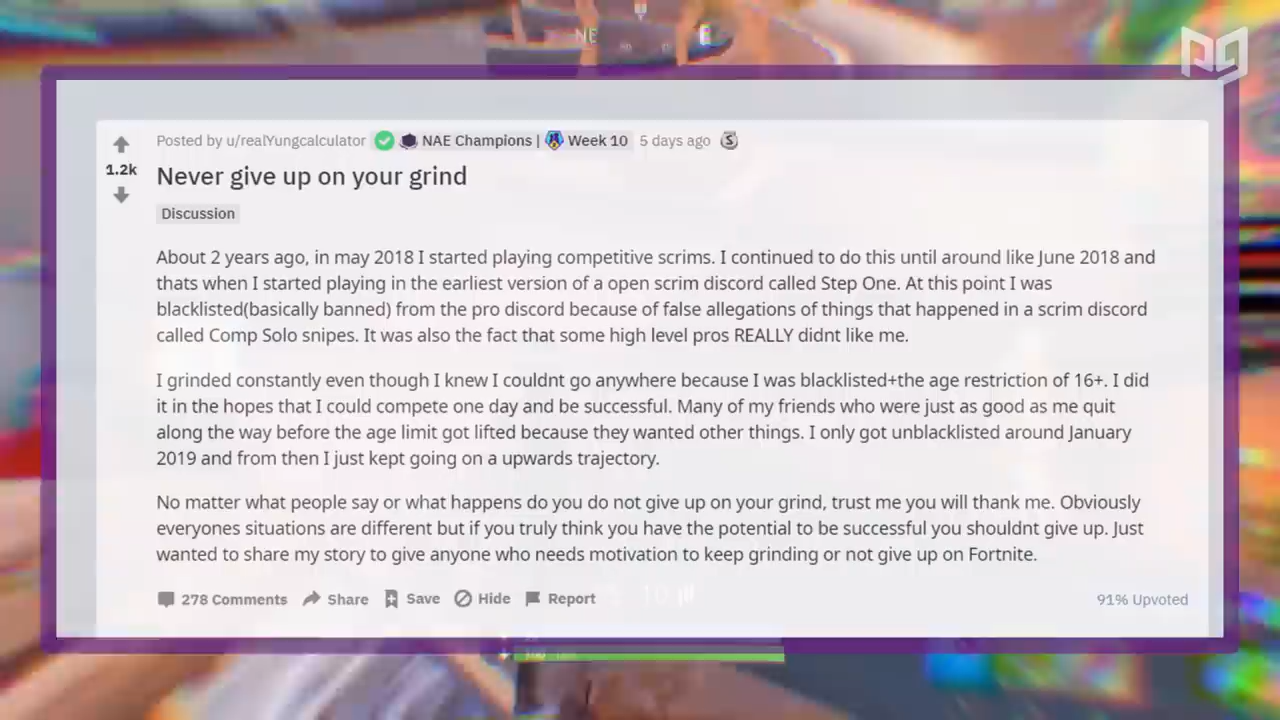 NE
PG
Posted by u/realYungcalculator NAE Champions | Week 10 5 days ago
1.2k
Never give up on your grind
Discussion
About 2 years ago, in may 2018 I started playing competitive scrims. I continued to do this until around like June 2018 and
thats when I started playing in the earliest version of a open scrim discord called Step One. At this point I was
blacklisted(basically banned) from the pro discord because of false allegations of things that happened in a scrim discord
called Comp Solo snipes. It was also the fact that some high level pros REALLY didnt like me.
I grinded constantly even though I knew I couldnt go anywhere because I was blacklisted+the age restriction of 16+. I did
it in the hopes that I could compete one day and be successful. Many of my friends who were just as good as me quit
along the way before the age limit got lifted because they wanted other things. I only got unblacklisted around January
2019 and from then I just kept going on a upwards trajectory.
No matter what people say or what happens do you do not give up on your grind, trust me you will thank me. Obviously
everyones situations are different but if you truly think you have the potential to be successful you shouldnt give up. Just
wanted to share my story to give anyone who needs motivation to keep grinding or not give up on Fortnite.
278 Comments Share Save Hide Report 91% Upvoted